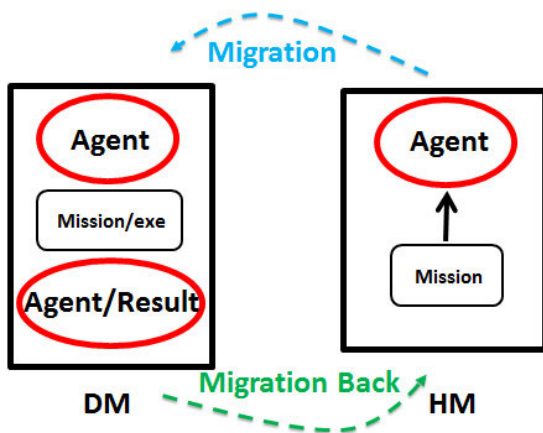 Migration
Agent
Agent
Mission/exe
Mission
Agent/Result
Migration Back
DM
HM